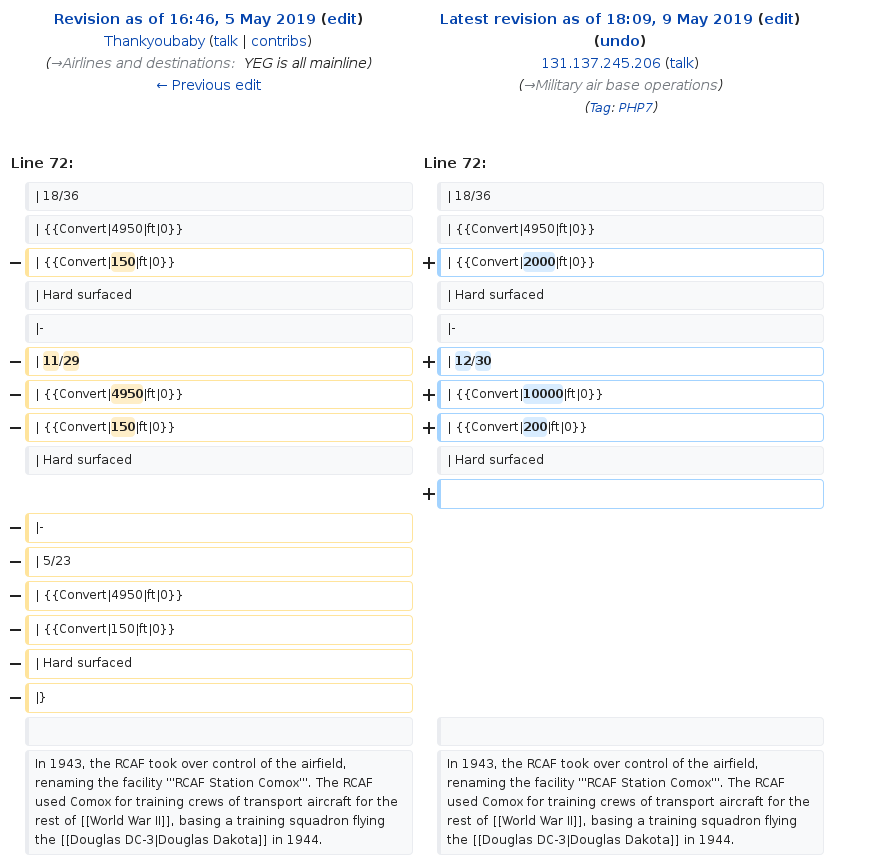 Revision as of 16:46, 5 May 2019 (edit)
Thankyoubaby (talk | contribs)
(→Airlines and destinations: YEG is all mainline)
← Previous edit
Latest revision as of 18:09, 9 May 2019 (edit)
(undo)
131.137.245.206 (talk)
(→Military air base operations)
(Tag: PHP7)
Line 72:
Line 72:
| 18/36
| 18/36
| {{Convert|4950|ft|0}}
| {{Convert|4950|ft|0}}
− | {{Convert|150|ft|0}}
+ | {{Convert|2000|ft|0}}
| Hard surfaced
| Hard surfaced
|-
|-
− | 11/29
+ | 12/30
− | {{Convert|4950|ft|0}}
+ | {{Convert|10000|ft|0}}
− | {{Convert|150|ft|0}}
+ | {{Convert|200|ft|0}}
| Hard surfaced
| Hard surfaced
+
− |-
− | 5/23
− | {{Convert|4950|ft|0}}
− | {{Convert|150|ft|0}}
− | Hard surfaced
− |}
In 1943, the RCAF took over control of the airfield,
renaming the facility '''RCAF Station Comox'''. The RCAF
used Comox for training crews of transport aircraft for the
rest of [[World War II]], basing a training squadron flying
the [[Douglas DC-3|Douglas Dakota]] in 1944.
In 1943, the RCAF took over control of the airfield,
renaming the facility '''RCAF Station Comox'''. The RCAF
used Comox for training crews of transport aircraft for the
rest of [[World War II]], basing a training squadron flying
the [[Douglas DC-3|Douglas Dakota]] in 1944.